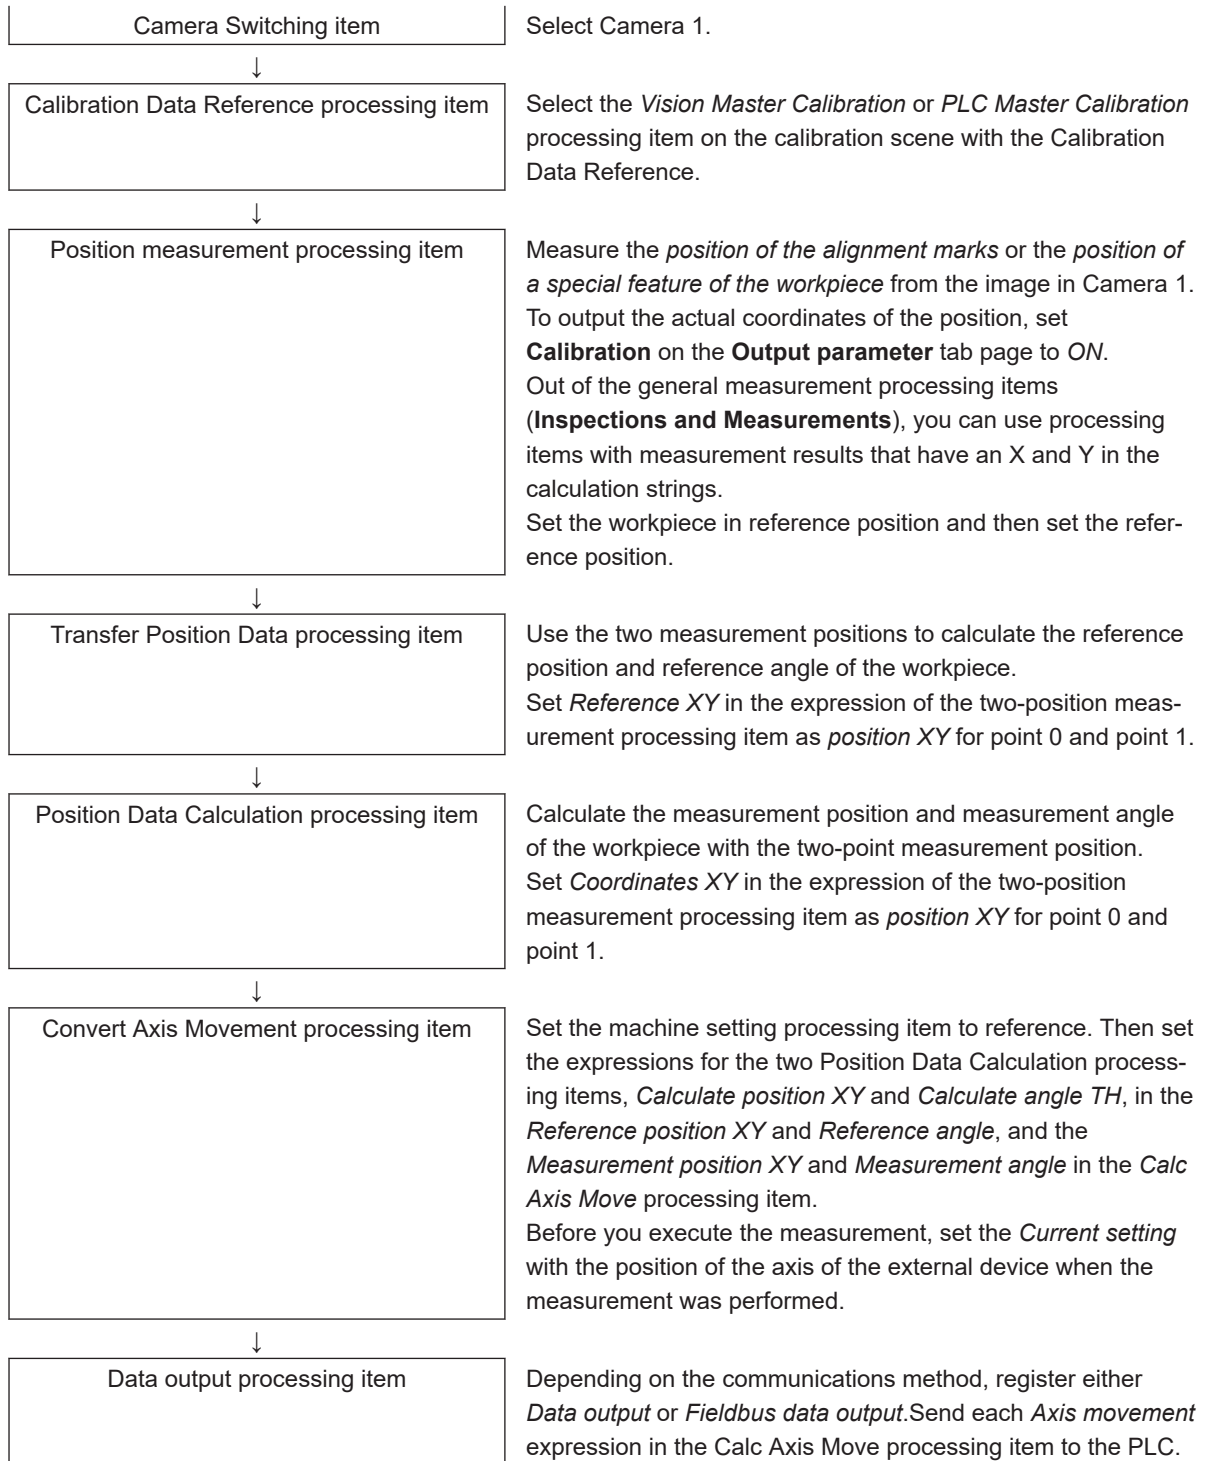 Camera Switching item
Select Camera 1.
↓
Calibration Data Reference processing item
Select the Vision Master Calibration or PLC Master Calibration
processing item on the calibration scene with the Calibration
Data Reference.
↓
Position measurement processing item
Measure the position of the alignment marks or the position of
a special feature of the workpiece from the image in Camera 1.
To output the actual coordinates of the position, set
Calibration on the Output parameter tab page to ON.
Out of the general measurement processing items
(Inspections and Measurements), you can use processing
items with measurement results that have an X and Y in the
calculation strings.
Set the workpiece in reference position and then set the refer-
ence position.
↓
Transfer Position Data processing item
Use the two measurement positions to calculate the reference
position and reference angle of the workpiece.
Set Reference XY in the expression of the two-position meas-
urement processing item as position XY for point 0 and point 1.
↓
Position Data Calculation processing item
Calculate the measurement position and measurement angle
of the workpiece with the two-point measurement position.
Set Coordinates XY in the expression of the two-position
measurement processing item as position XY for point 0 and
point 1.
↓
Convert Axis Movement processing item
Set the machine setting processing item to reference. Then set
the expressions for the two Position Data Calculation process-
ing items, Calculate position XY and Calculate angle TH, in the
Reference position XY and Reference angle, and the
Measurement position XY and Measurement angle in the Calc
Axis Move processing item.
Before you execute the measurement, set the Current setting
with the position of the axis of the external device when the
measurement was performed.
↓
Data output processing item
Depending on the communications method, register either
Data output or Fieldbus data output.Send each Axis movement
expression in the Calc Axis Move processing item to the PLC.